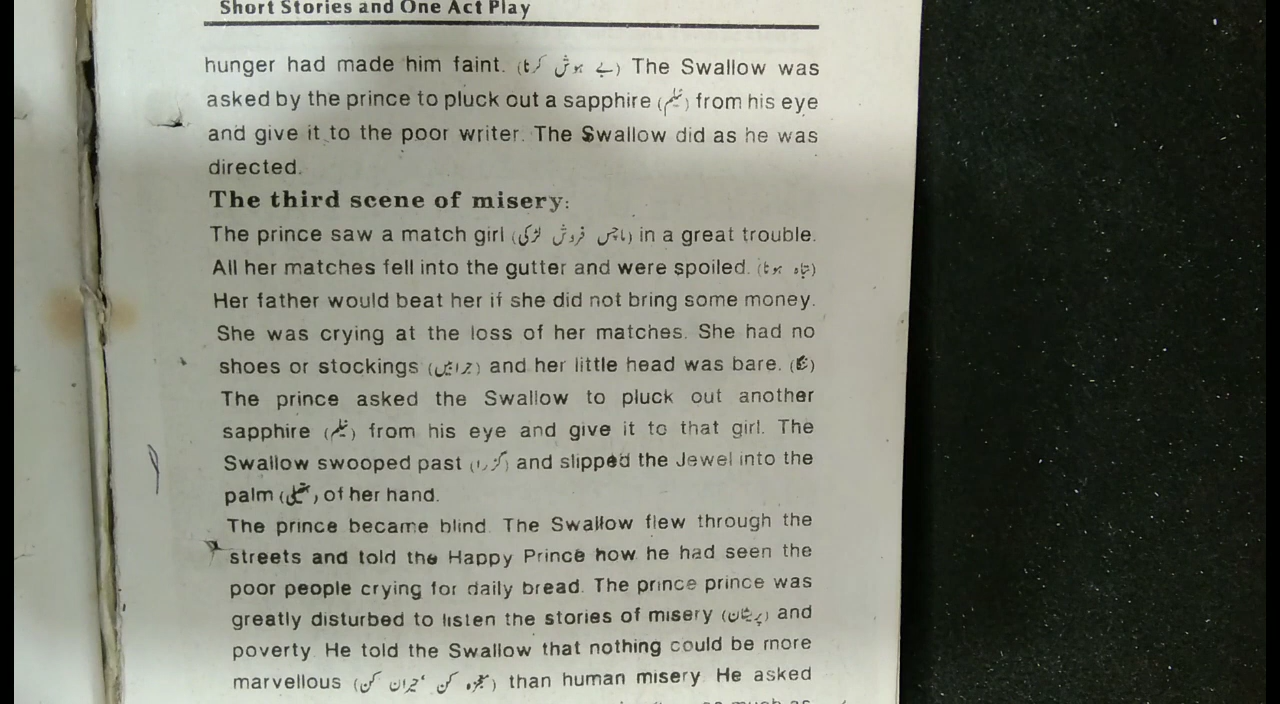 Short Stories and One Act Play
hunger had made him faint. (بے ہوش کرنا) The Swallow was
asked by the prince to pluck out a sapphire (نیلم) from his eye
and give it to the poor writer. The Swallow did as he was
directed.
The third scene of misery:
The prince saw a match girl (ماچس فروش لڑکی) in a great trouble.
All her matches fell into the gutter and were spoiled. (تباہ ہونا)
Her father would beat her if she did not bring some money.
She was crying at the loss of her matches. She had no
shoes or stockings (جرابیں) and her little head was bare. (ننگا)
The prince asked the Swallow to pluck out another
sapphire (نیلم) from his eye and give it to that girl. The
Swallow swooped past (گزرا) and slipped the Jewel into the
palm (ہتھیلی) of her hand.
The prince became blind. The Swallow flew through the
streets and told the Happy Prince how he had seen the
poor people crying for daily bread. The prince prince was
greatly disturbed to listen the stories of misery (پریشان) and
poverty. He told the Swallow that nothing could be more
marvellous (معجزہ کن، حیران کن) than human misery. He asked